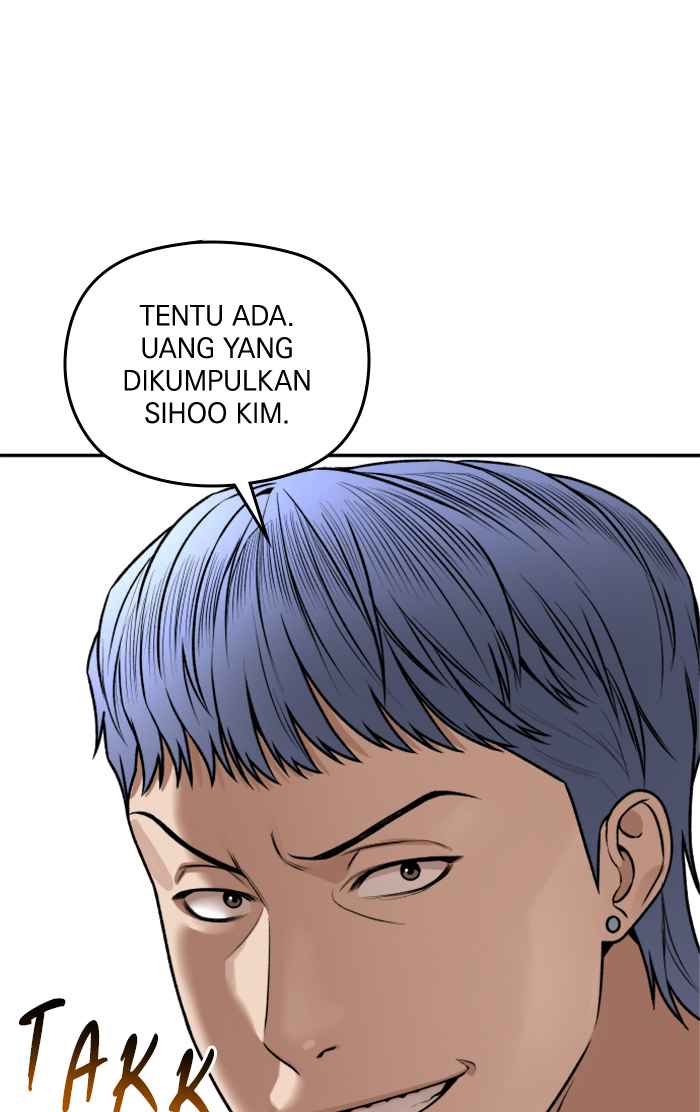 TENTU ADA.
UANG YANG
DIKUMPULKAN
SIHOO KIM.
TAKK